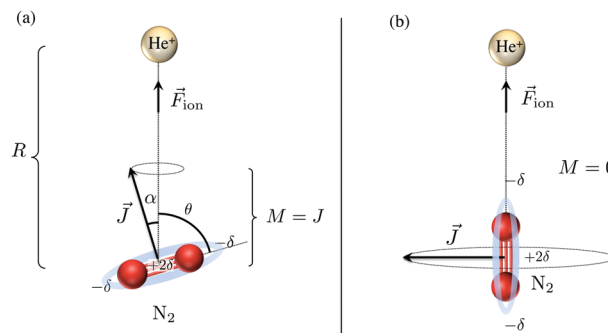 (a)
He⁺
R
F⃗ion
α
θ
J⃗
M = J
−δ
+2δ
−δ
N₂
(b)
He⁺
F⃗ion
M = 0
−δ
J⃗
+2δ
N₂
−δ